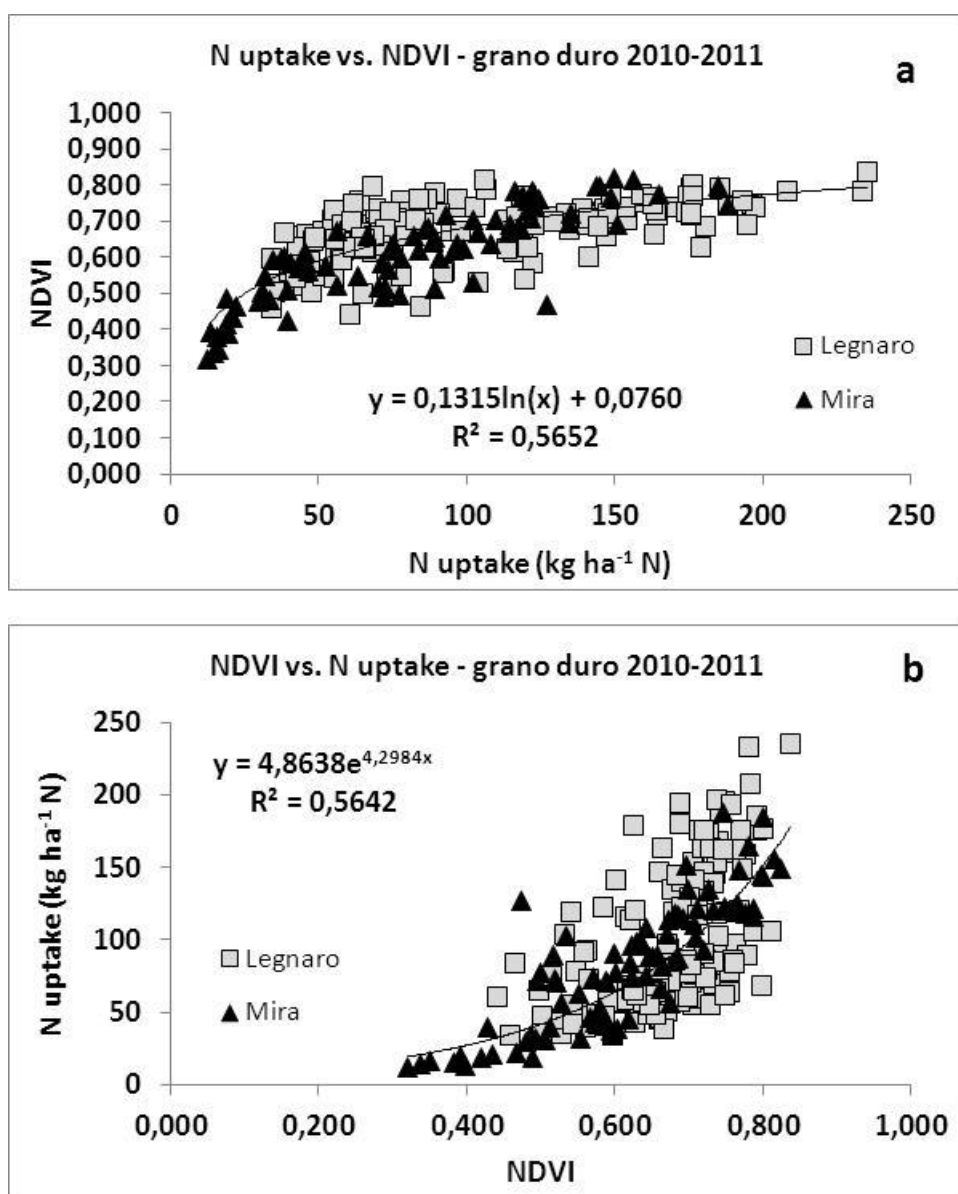 N uptake vs. NDVI - grano duro 2010-2011
a
1,000
0,900
0,800
0,700
0,600
0,500
0,400
0,300
0,200
0,100
0,000
NDVI
Legnaro
Mira
y = 0,1315ln(x) + 0,0760
R² = 0,5652
0 50 100 150 200 250
N uptake (kg ha⁻¹ N)
NDVI vs. N uptake - grano duro 2010-2011
b
250
200
150
100
50
0
N uptake (kg ha⁻¹ N)
y = 4,8638e⁴,²⁹⁸⁴ˣ
R² = 0,5642
Legnaro
Mira
0,000 0,200 0,400 0,600 0,800 1,000
NDVI